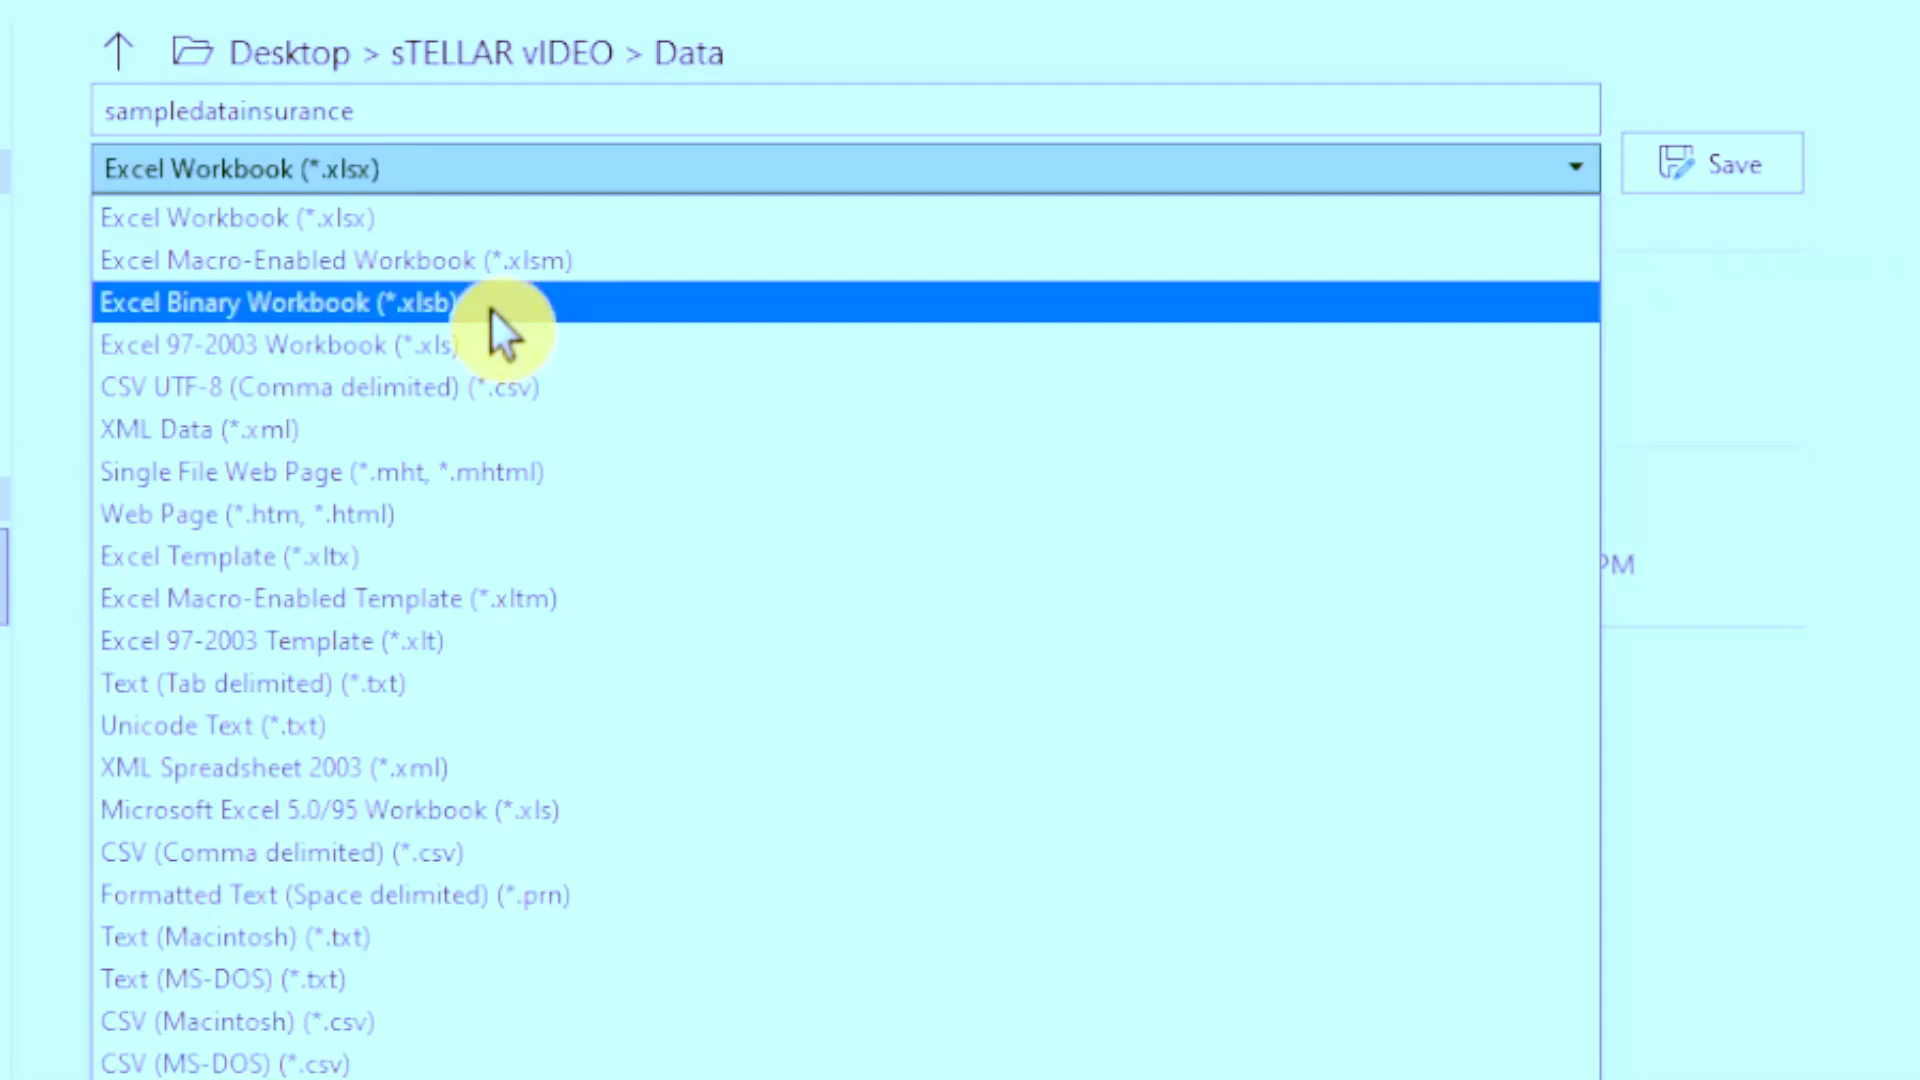 Desktop > sTELLAR vIDEO > Data
sampledatainsurance
Excel Workbook (*.xlsx)
Save
Excel Workbook (*.xlsx)
Excel Macro-Enabled Workbook (*.xlsm)
Excel Binary Workbook (*.xlsb)
Excel 97-2003 Workbook (*.xls)
CSV UTF-8 (Comma delimited) (*.csv)
XML Data (*.xml)
Single File Web Page (*.mht, *.mhtml)
Web Page (*.htm, *.html)
Excel Template (*.xltx)
PM
Excel Macro-Enabled Template (*.xltm)
Excel 97-2003 Template (*.xlt)
Text (Tab delimited) (*.txt)
Unicode Text (*.txt)
XML Spreadsheet 2003 (*.xml)
Microsoft Excel 5.0/95 Workbook (*.xls)
CSV (Comma delimited) (*.csv)
Formatted Text (Space delimited) (*.prn)
Text (Macintosh) (*.txt)
Text (MS-DOS) (*.txt)
CSV (Macintosh) (*.csv)
CSV (MS-DOS) (*.csv)